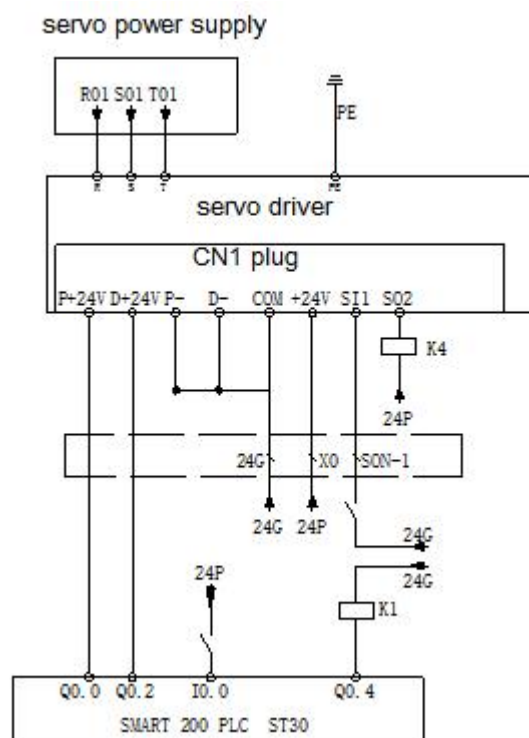 servo power supply
R01 S01 T01
PE
R S T PE
servo driver
CN1 plug
P+24V D+24V P- D- COM +24V SI1 SO2
K4
24P
24G X0 SON-1
24G 24P 24G
24G
24P
K1
Q0.0 Q0.2 I0.0 Q0.4
SMART 200 PLC ST30